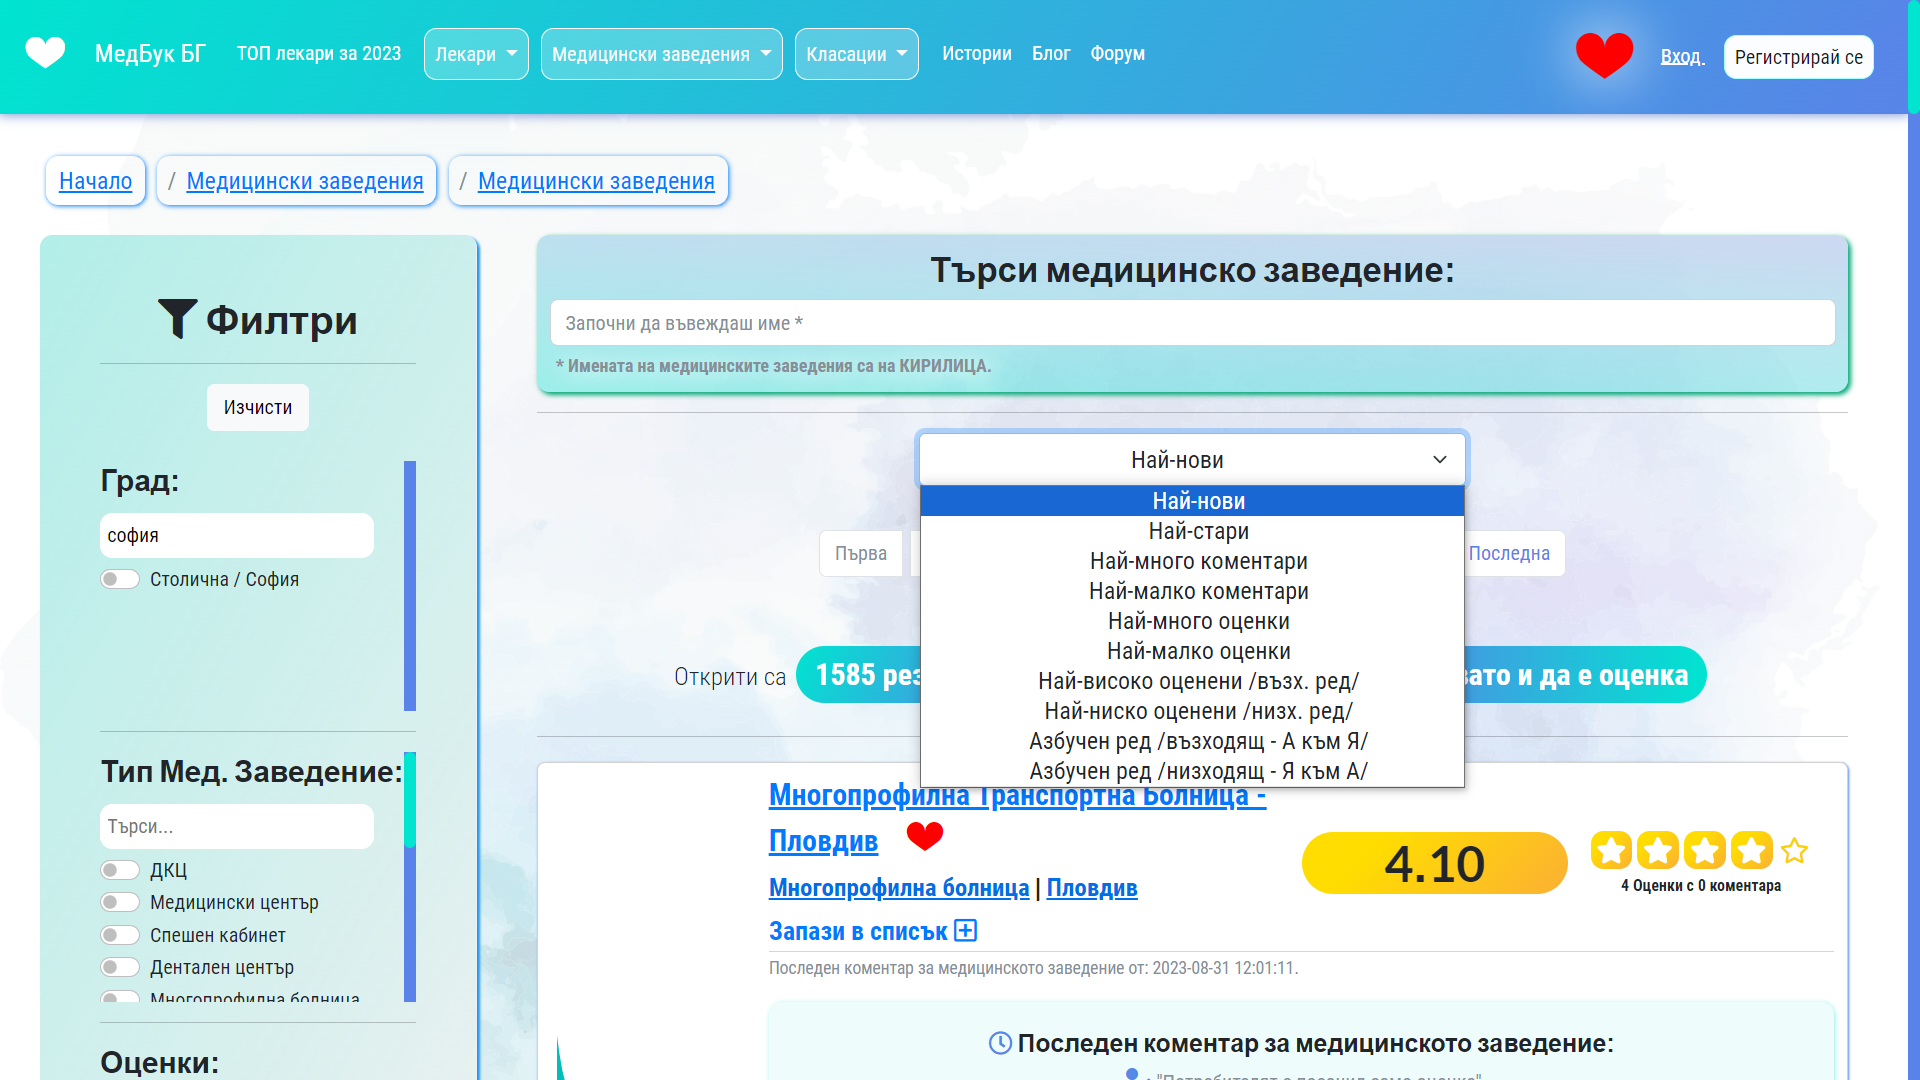 МедБук БГ
ТОП лекари за 2023
Лекари
Медицински заведения
Класации
Истории
Блог
Форум
Вход
Регистрирай се
Начало
/ Медицински заведения
/ Медицински заведения
Филтри
Изчисти
Град:
софия
Столична / София
Тип Мед. Заведение:
Търси...
ДКЦ
Медицински център
Спешен кабинет
Дентален център
Многопрофилна болница
Оценки:
Търси медицинско заведение:
Започни да въвеждаш име *
* Имената на медицинските заведения са на КИРИЛИЦА.
Най-нови
Най-нови
Най-стари
Най-много коментари
Най-малко коментари
Най-много оценки
Най-малко оценки
Най-високо оценени /възх. ред/
Най-ниско оценени /низх. ред/
Азбучен ред /възходящ - А към Я/
Азбучен ред /низходящ - Я към А/
Първа
Последна
Открити са 1585
и да е оценка
Многопрофилна Транспортна Болница -
Пловдив
Многопрофилна болница | Пловдив
Запази в списък
4.10
4 Оценки с 0 коментара
Последен коментар за медицинското заведение от: 2023-08-31 12:01:11.
Последен коментар за медицинското заведение: